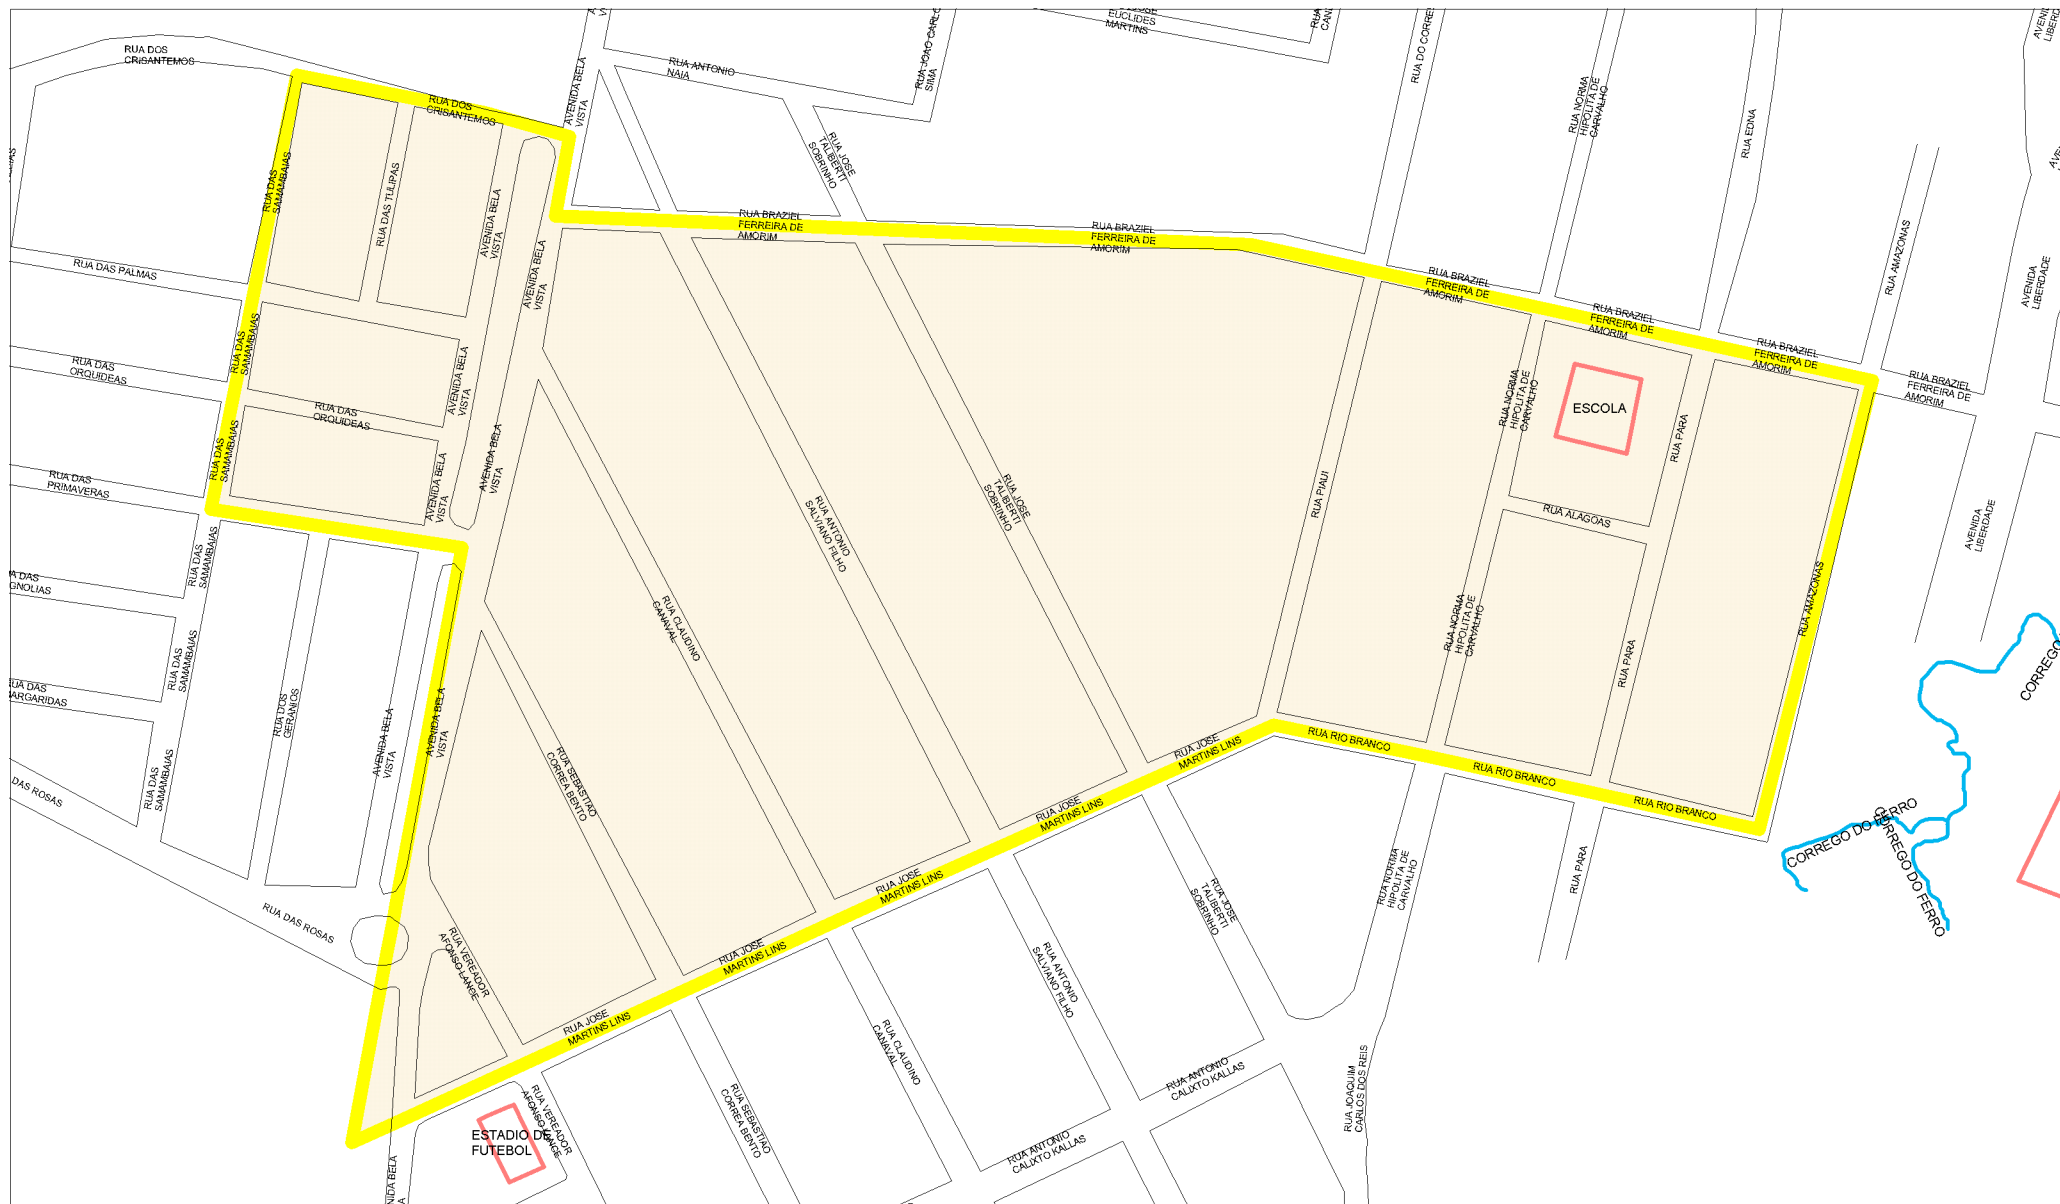 RUA DOS
CRISANTEMOS
RUA DOS
CRISANTEMOS
AVENIDA BELA
VISTA
RUA ANTONIO
NAIA
RUA JOAO CARLO
SIMA
EUCLIDES
MARTINS
RUA DO CORRE
RUA NORMA
HIPOLITA DE
CARVALHO
RUA EDNA
RUA JOSE
TALIBERTI
SOBRINHO
RUA DAS
SAMAMBAIAS
RUA DAS TULIPAS
AVENIDA BELA
VISTA
AVENIDA BELA
VISTA
RUA BRAZIEL
FERREIRA DE
AMORIM
RUA BRAZIEL
FERREIRA DE
AMORIM
RUA BRAZIEL
FERREIRA DE
AMORIM
RUA BRAZIEL
FERREIRA DE
AMORIM
RUA BRAZIEL
FERREIRA DE
AMORIM
RUA BRAZIEL
FERREIRA DE
AMORIM
RUA AMAZONAS
AVENIDA
LIBERDADE
RUA DAS PALMAS
RUA DAS
SAMAMBAIAS
RUA DAS
ORQUIDEAS
RUA DAS
ORQUIDEAS
AVENIDA BELA
VISTA
AVENIDA BELA
VISTA
AVENIDA BELA
VISTA
RUA DAS
SAMAMBAIAS
RUA DAS
PRIMAVERAS
RUA NORMA
HIPOLITA DE
CARVALHO
ESCOLA
RUA PARA
RUA PIAUI
RUA ALAGOAS
RUA ANTONIO
SALVIANO FILHO
RUA JOSE
TALIBERTI
SOBRINHO
AVENIDA
LIBERDADE
RUA DAS
SAMAMBAIAS
GNOLIAS
RUA CLAUDINO
CANAVAL
RUA NORMA
HIPOLITA DE
CARVALHO
RUA PARA
RUA AMAZONAS
RUA DAS
SAMAMBAIAS
ARGARIDAS
RUA DOS
GERANIOS
AVENIDA BELA
VISTA
AVENIDA BELA
VISTA
RUA DAS
SAMAMBAIAS
DAS ROSAS
RUA SEBASTIAO
CORREA BENTO
RUA JOSE
MARTINS LINS
RUA RIO BRANCO
RUA RIO BRANCO
RUA RIO BRANCO
CORREGO
CORREGO DO FERRO
CORREGO DO FERRO
RUA JOSE
MARTINS LINS
RUA JOSE
MARTINS LINS
RUA JOSE
MARTINS LINS
RUA JOSE
MARTINS LINS
RUA DAS ROSAS
RUA VEREADOR
AFONSO LANCE
RUA NORMA
HIPOLITA DE
CARVALHO
RUA PARA
RUA JOSE
TALIBERTI
SOBRINHO
RUA ANTONIO
SALVIANO FILHO
RUA CLAUDINO
CANAVAL
RUA ANTONIO
CALIXTO KALLAS
RUA ANTONIO
CALIXTO KALLAS
RUA JOAQUIM
CARLOS DOS REIS
RUA SEBASTIAO
CORREA BENTO
RUA VEREADOR
AFONSO LANCE
ESTADIO DE
FUTEBOL